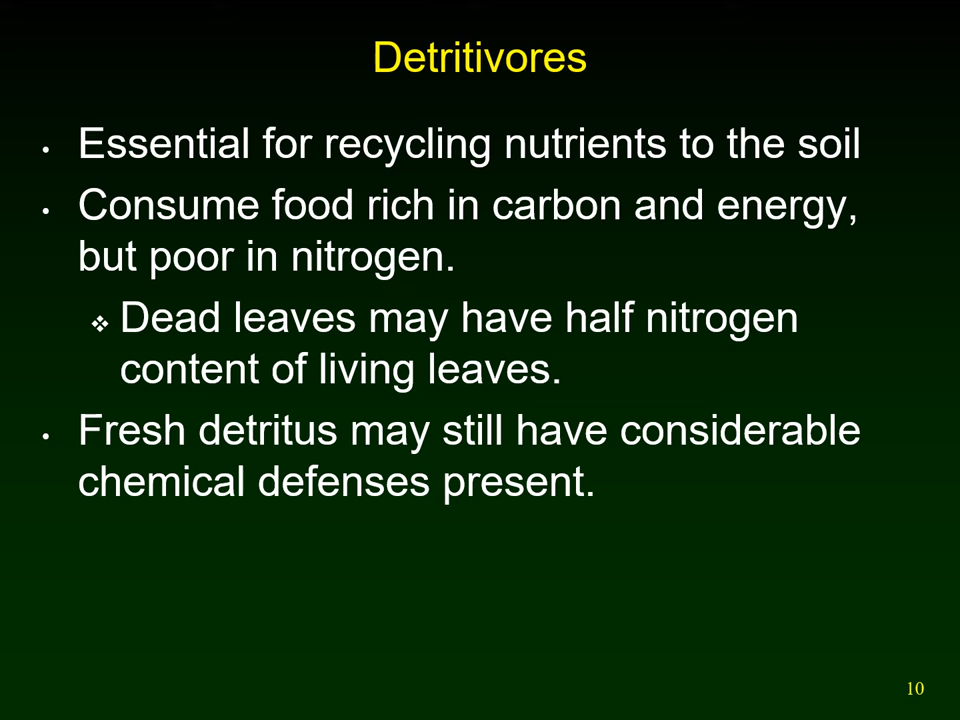 Detritivores
• Essential for recycling nutrients to the soil
• Consume food rich in carbon and energy,
but poor in nitrogen.
❖ Dead leaves may have half nitrogen
content of living leaves.
• Fresh detritus may still have considerable
chemical defenses present.
10